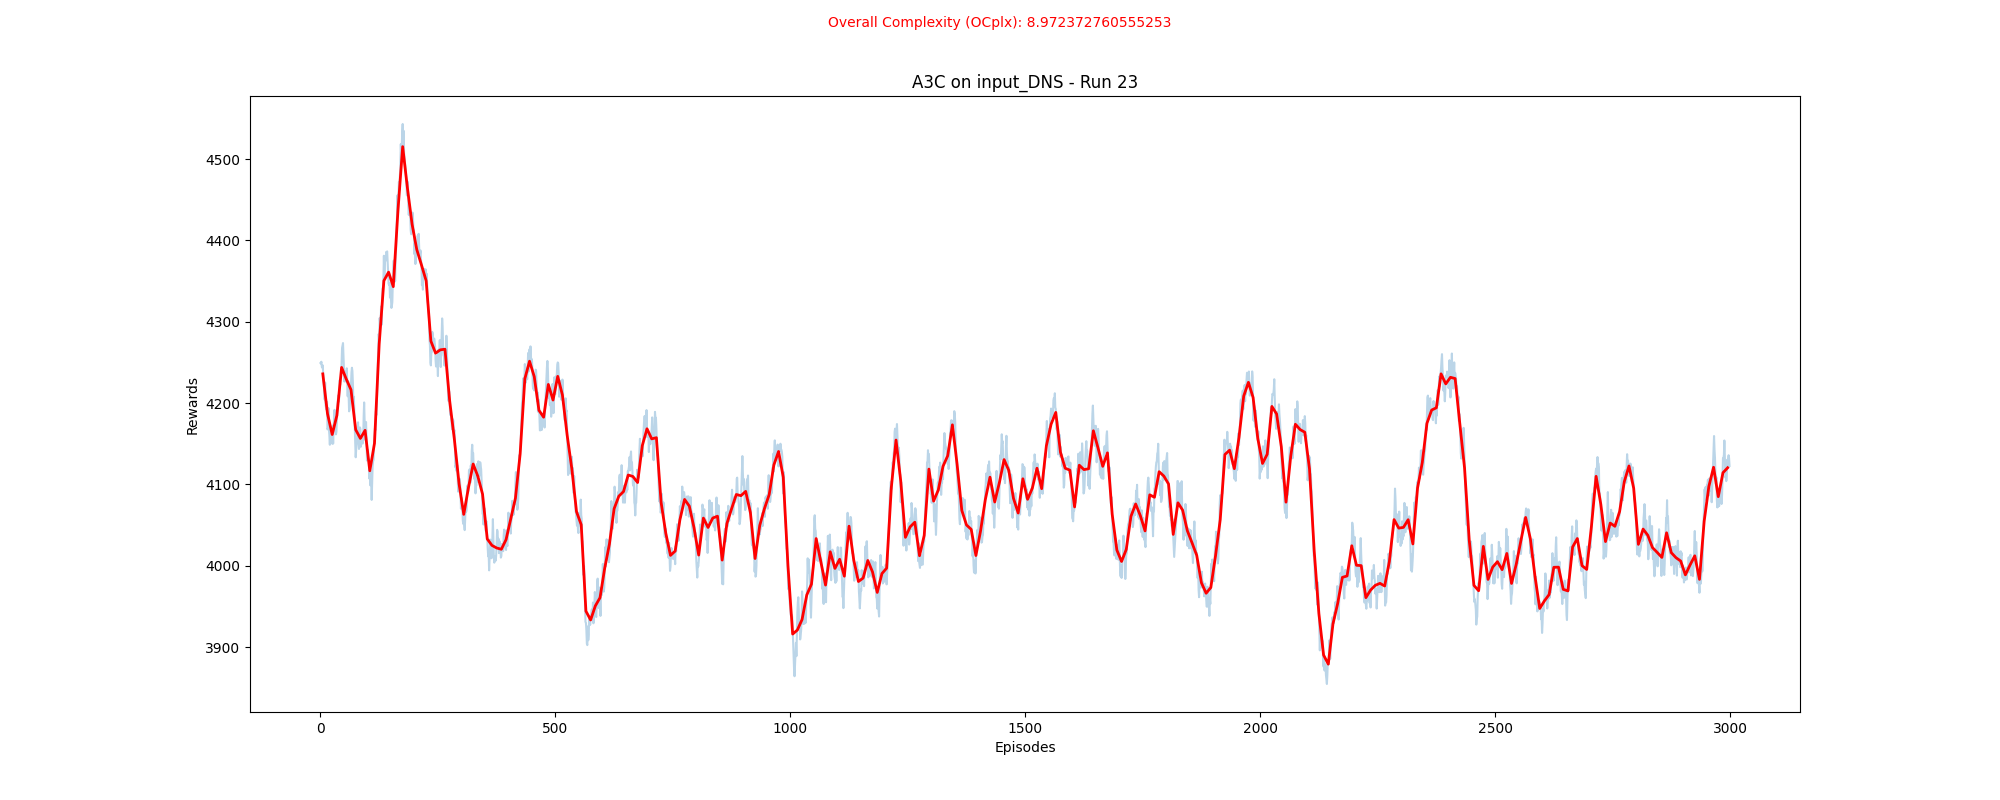 Overall Complexity (OCplx): 8.972372760555253
A3C on input_DNS - Run 23
Rewards
4500
4400
4300
4200
4100
4000
3900
0 500 1000 1500 2000 2500 3000
Episodes